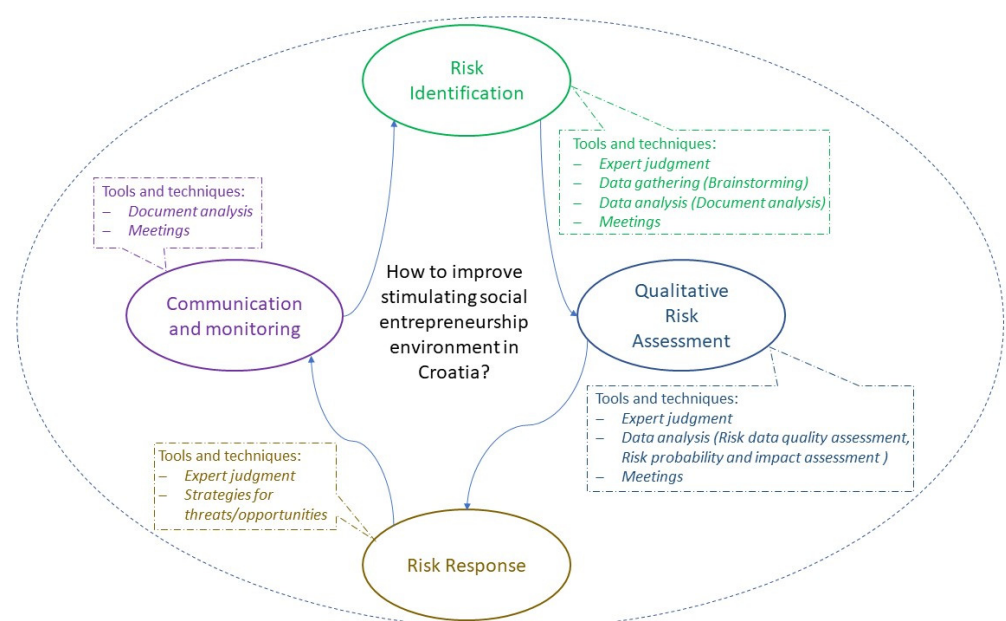 Risk
Identification
Tools and techniques:
– Expert judgment
– Data gathering (Brainstorming)
– Data analysis (Document analysis)
– Meetings
Tools and techniques:
– Document analysis
– Meetings
Communication
and monitoring
How to improve
stimulating social
entrepreneurship
environment in
Croatia?
Qualitative
Risk
Assessment
Tools and techniques:
– Expert judgment
– Data analysis (Risk data quality assessment,
Risk probability and impact assessment )
– Meetings
Tools and techniques:
– Expert judgment
– Strategies for
threats/opportunities
Risk Response